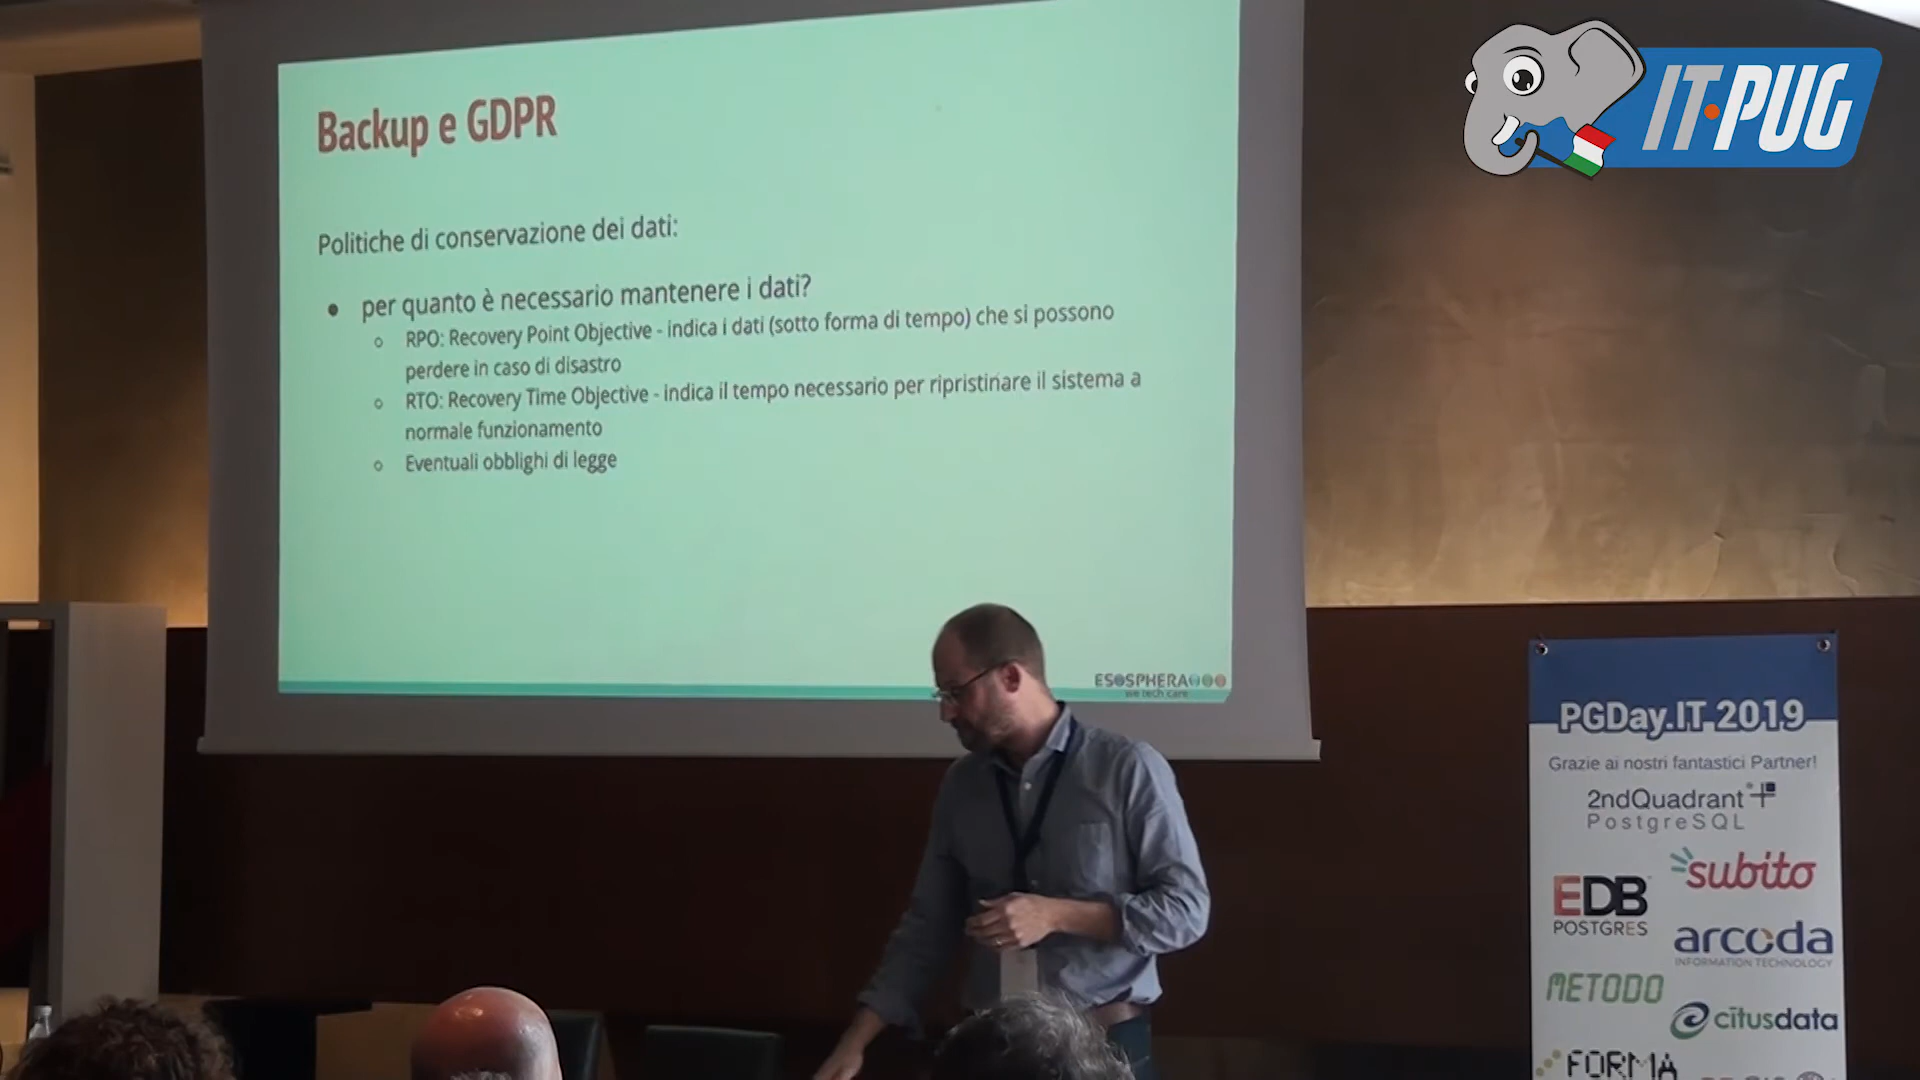 Backup e GDPR
Politiche di conservazione dei dati:
● per quanto è necessario mantenere i dati?
○ RPO: Recovery Point Objective - indica i dati (sotto forma di tempo) che si possono
perdere in caso di disastro
○ RTO: Recovery Time Objective - indica il tempo necessario per ripristinare il sistema a
normale funzionamento
○ Eventuali obblighi di legge
ESOSPHERA
we tech care
IT·PUG
PGDay.IT 2019
Grazie ai nostri fantastici Partner!
2ndQuadrant
PostgreSQL
subito
EDB
POSTGRES
arcoda
INFORMATION TECHNOLOGY
METODO
citusdata
FORMA